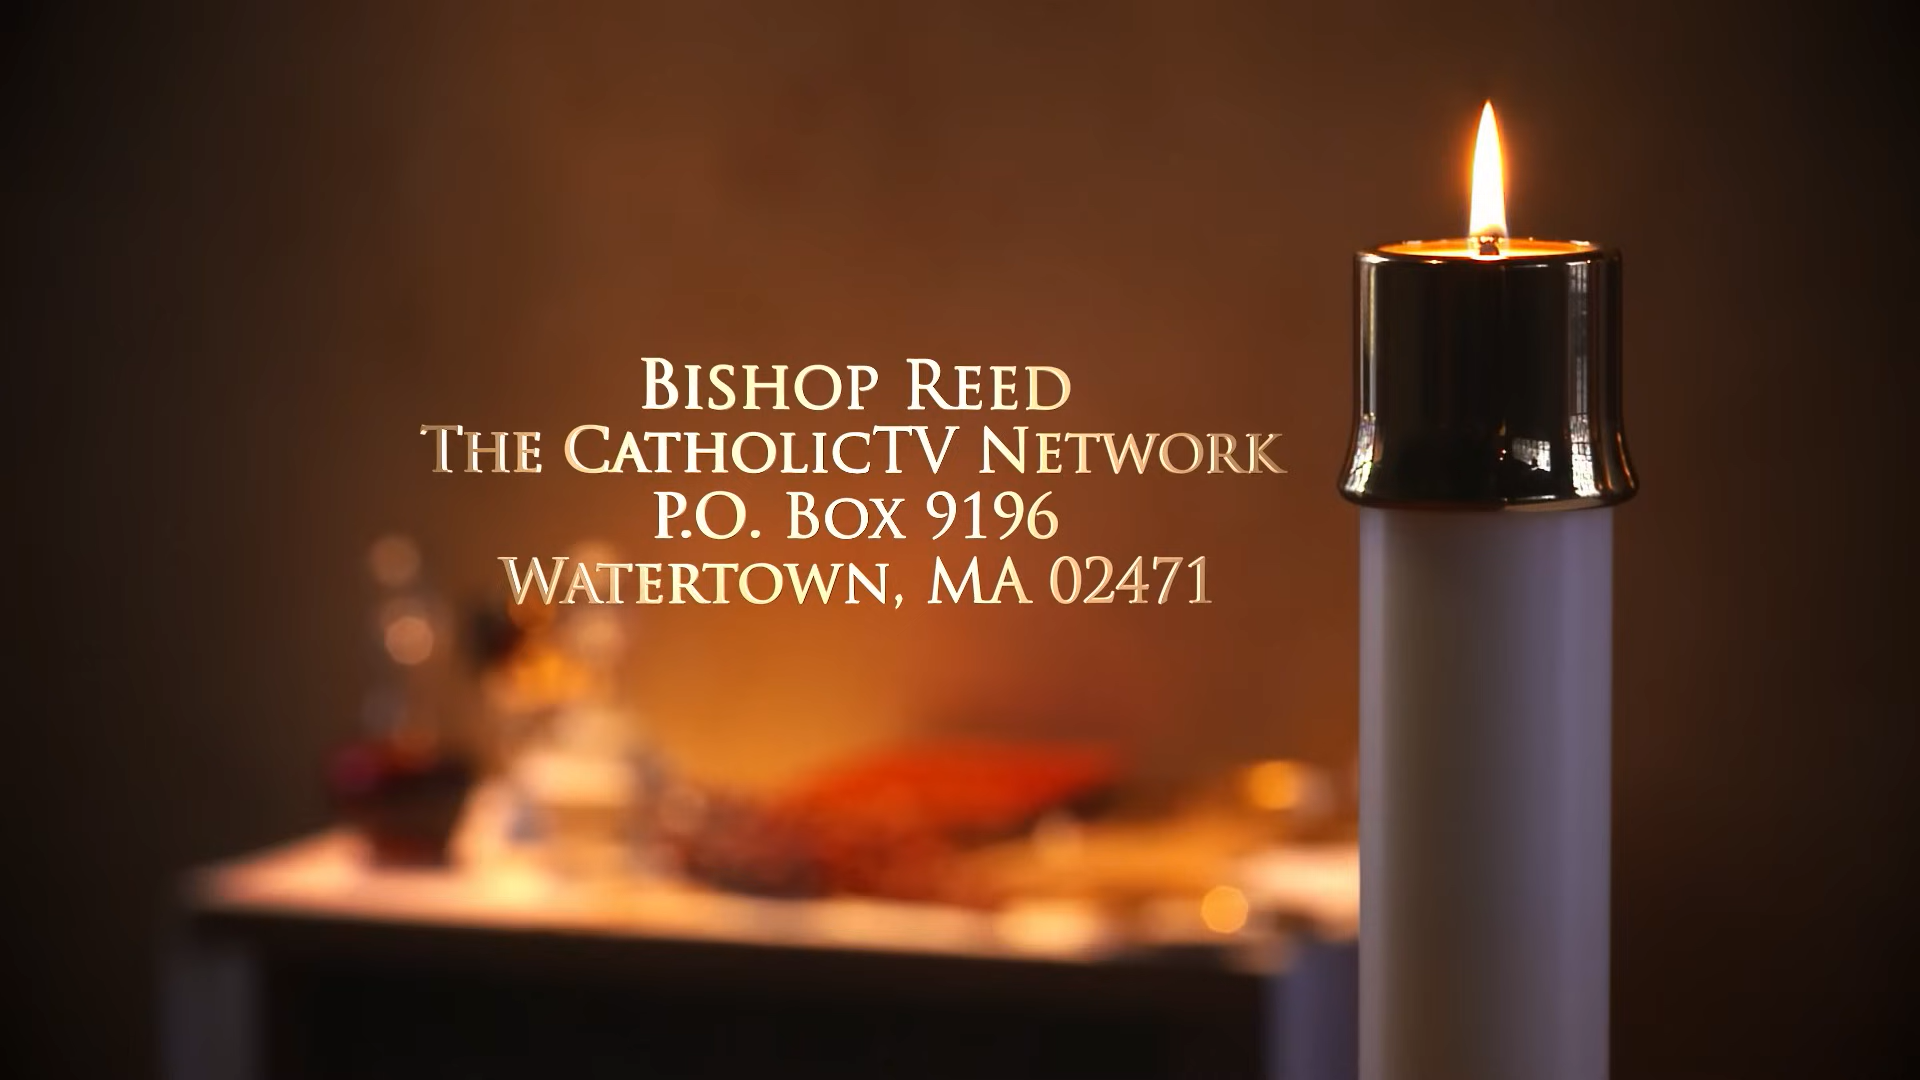 Bishop Reed
The CatholicTV Network
P.O. Box 9196
Watertown, MA 02471